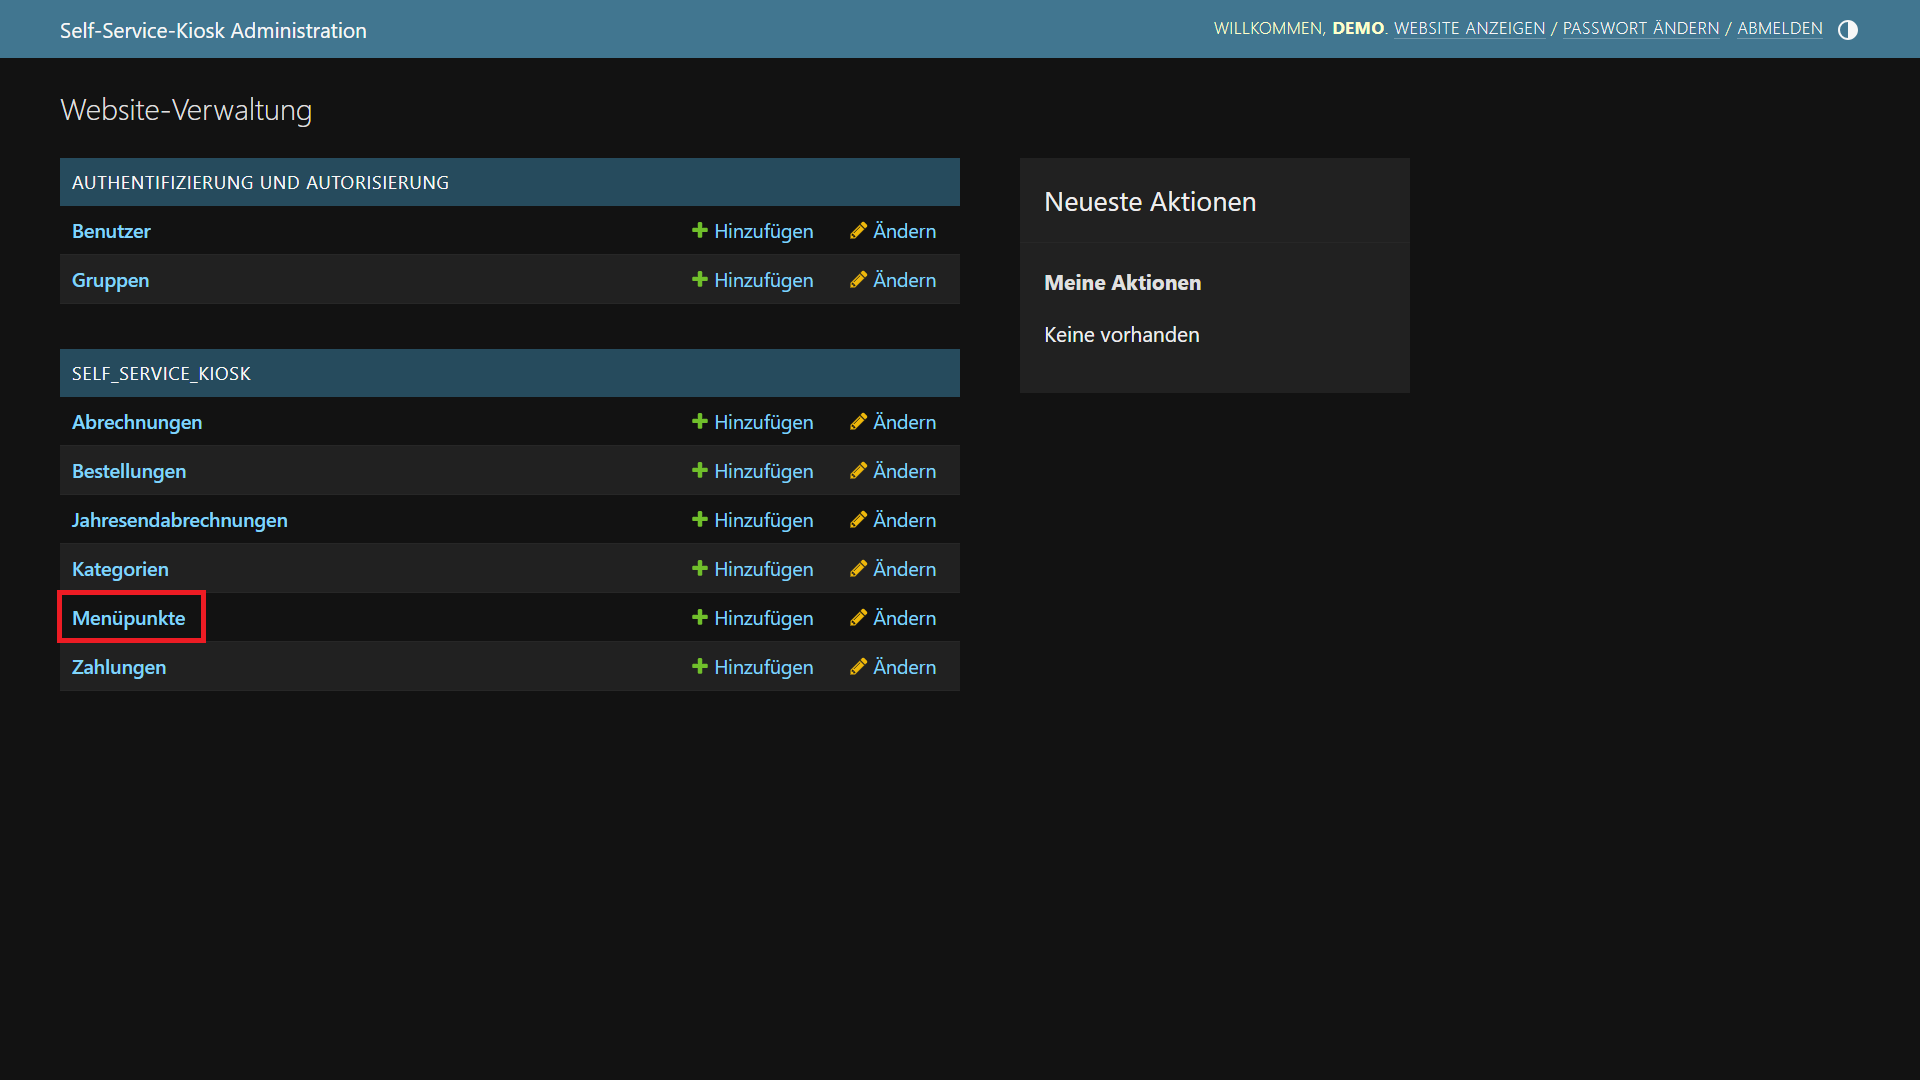 Self-Service-Kiosk Administration
WILLKOMMEN, DEMO. WEBSITE ANZEIGEN / PASSWORT ÄNDERN / ABMELDEN
Website-Verwaltung
AUTHENTIFIZIERUNG UND AUTORISIERUNG
Benutzer Hinzufügen Ändern
Gruppen Hinzufügen Ändern
SELF_SERVICE_KIOSK
Abrechnungen Hinzufügen Ändern
Bestellungen Hinzufügen Ändern
Jahresendabrechnungen Hinzufügen Ändern
Kategorien Hinzufügen Ändern
Menüpunkte Hinzufügen Ändern
Zahlungen Hinzufügen Ändern
Neueste Aktionen
Meine Aktionen
Keine vorhanden